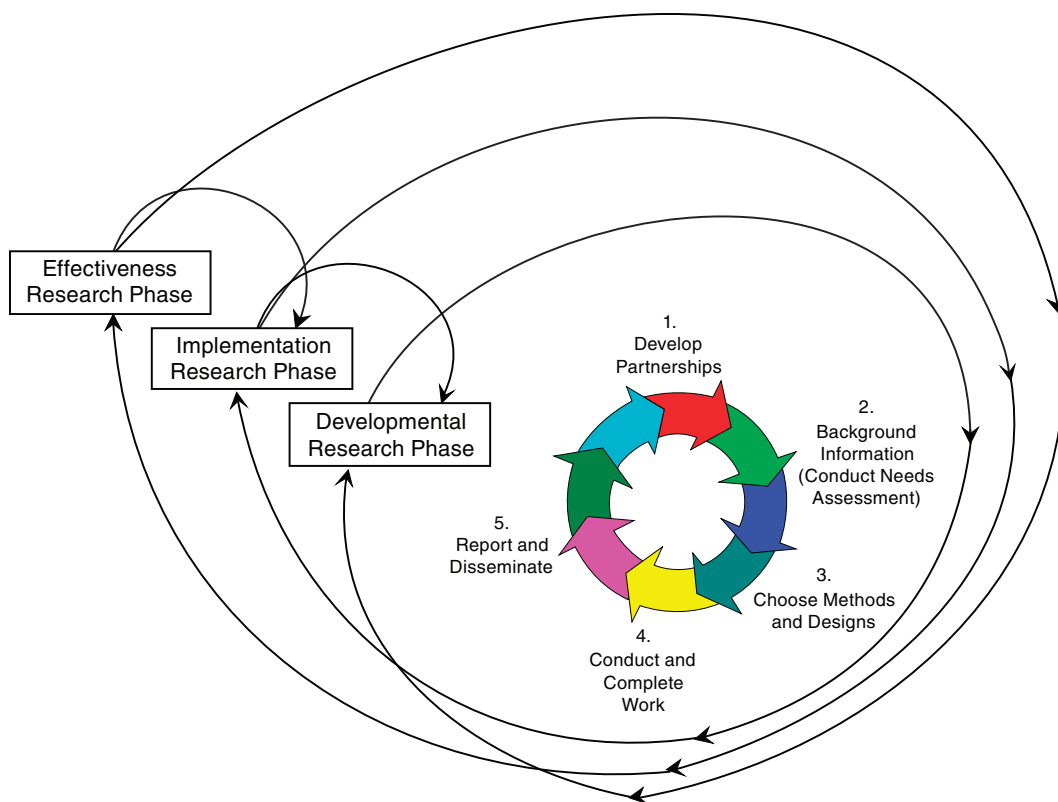 Effectiveness
Research Phase
Implementation
Research Phase
Developmental
Research Phase
1.
Develop
Partnerships
2.
Background
Information
(Conduct Needs
Assessment)
3.
Choose Methods
and Designs
4.
Conduct and
Complete
Work
5.
Report and
Disseminate